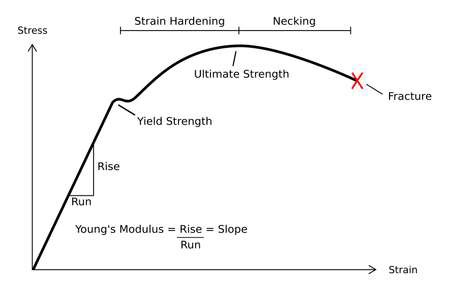 Strain Hardening
Necking
Stress
Ultimate Strength
Fracture
Yield Strength
Rise
Run
Young's Modulus = Rise = Slope
Run
Strain